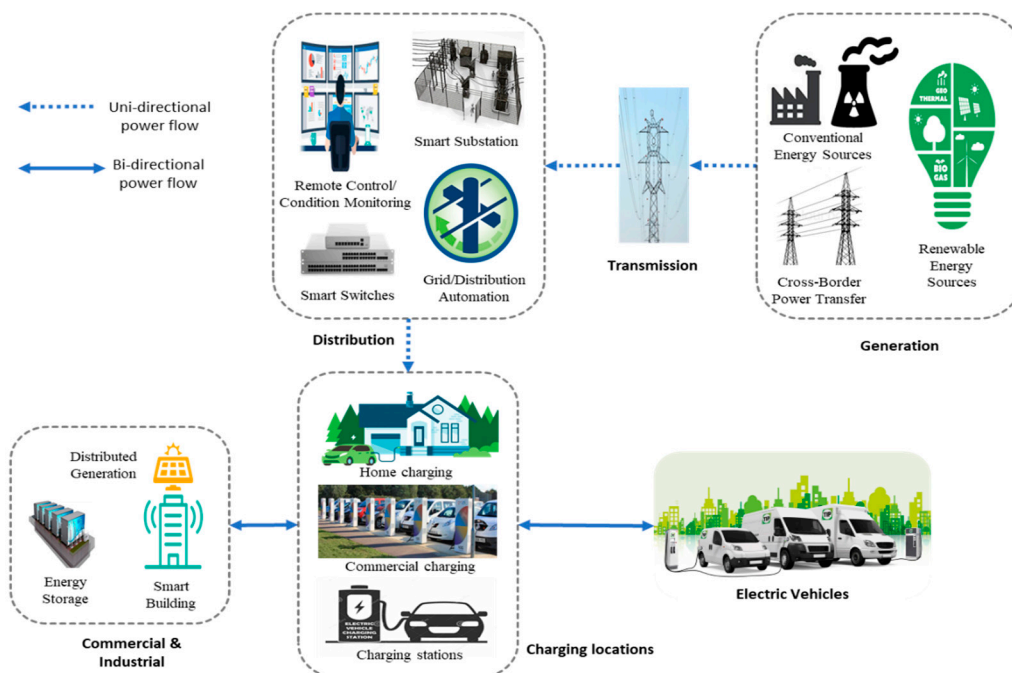 Uni-directional
power flow
Bi-directional
power flow
Remote Control/
Condition Monitoring
Smart Substation
Smart Switches
Grid/Distribution
Automation
Distribution
Transmission
Conventional
Energy Sources
GEO
THERMAL
BIO
GAS
Cross-Border
Power Transfer
Renewable
Energy
Sources
Generation
Distributed
Generation
Energy
Storage
Smart
Building
Commercial &
Industrial
Home charging
Commercial charging
ELECTRIC
VEHICLE
CHARGING
STATION
Charging stations
Charging locations
Electric Vehicles